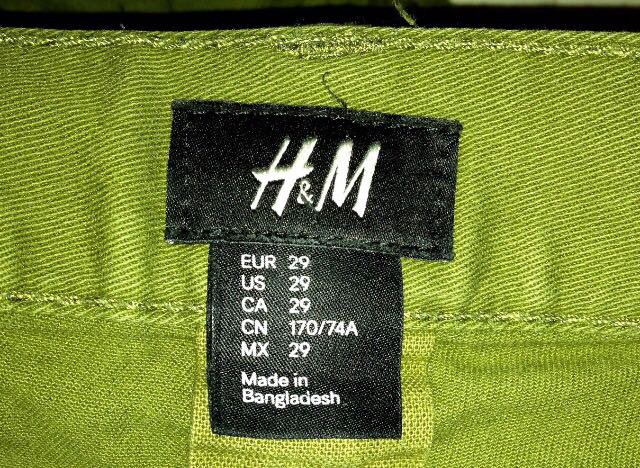 H&M
EUR 29
US 29
CA 29
CN 170/74A
MX 29
Made in
Bangladesh